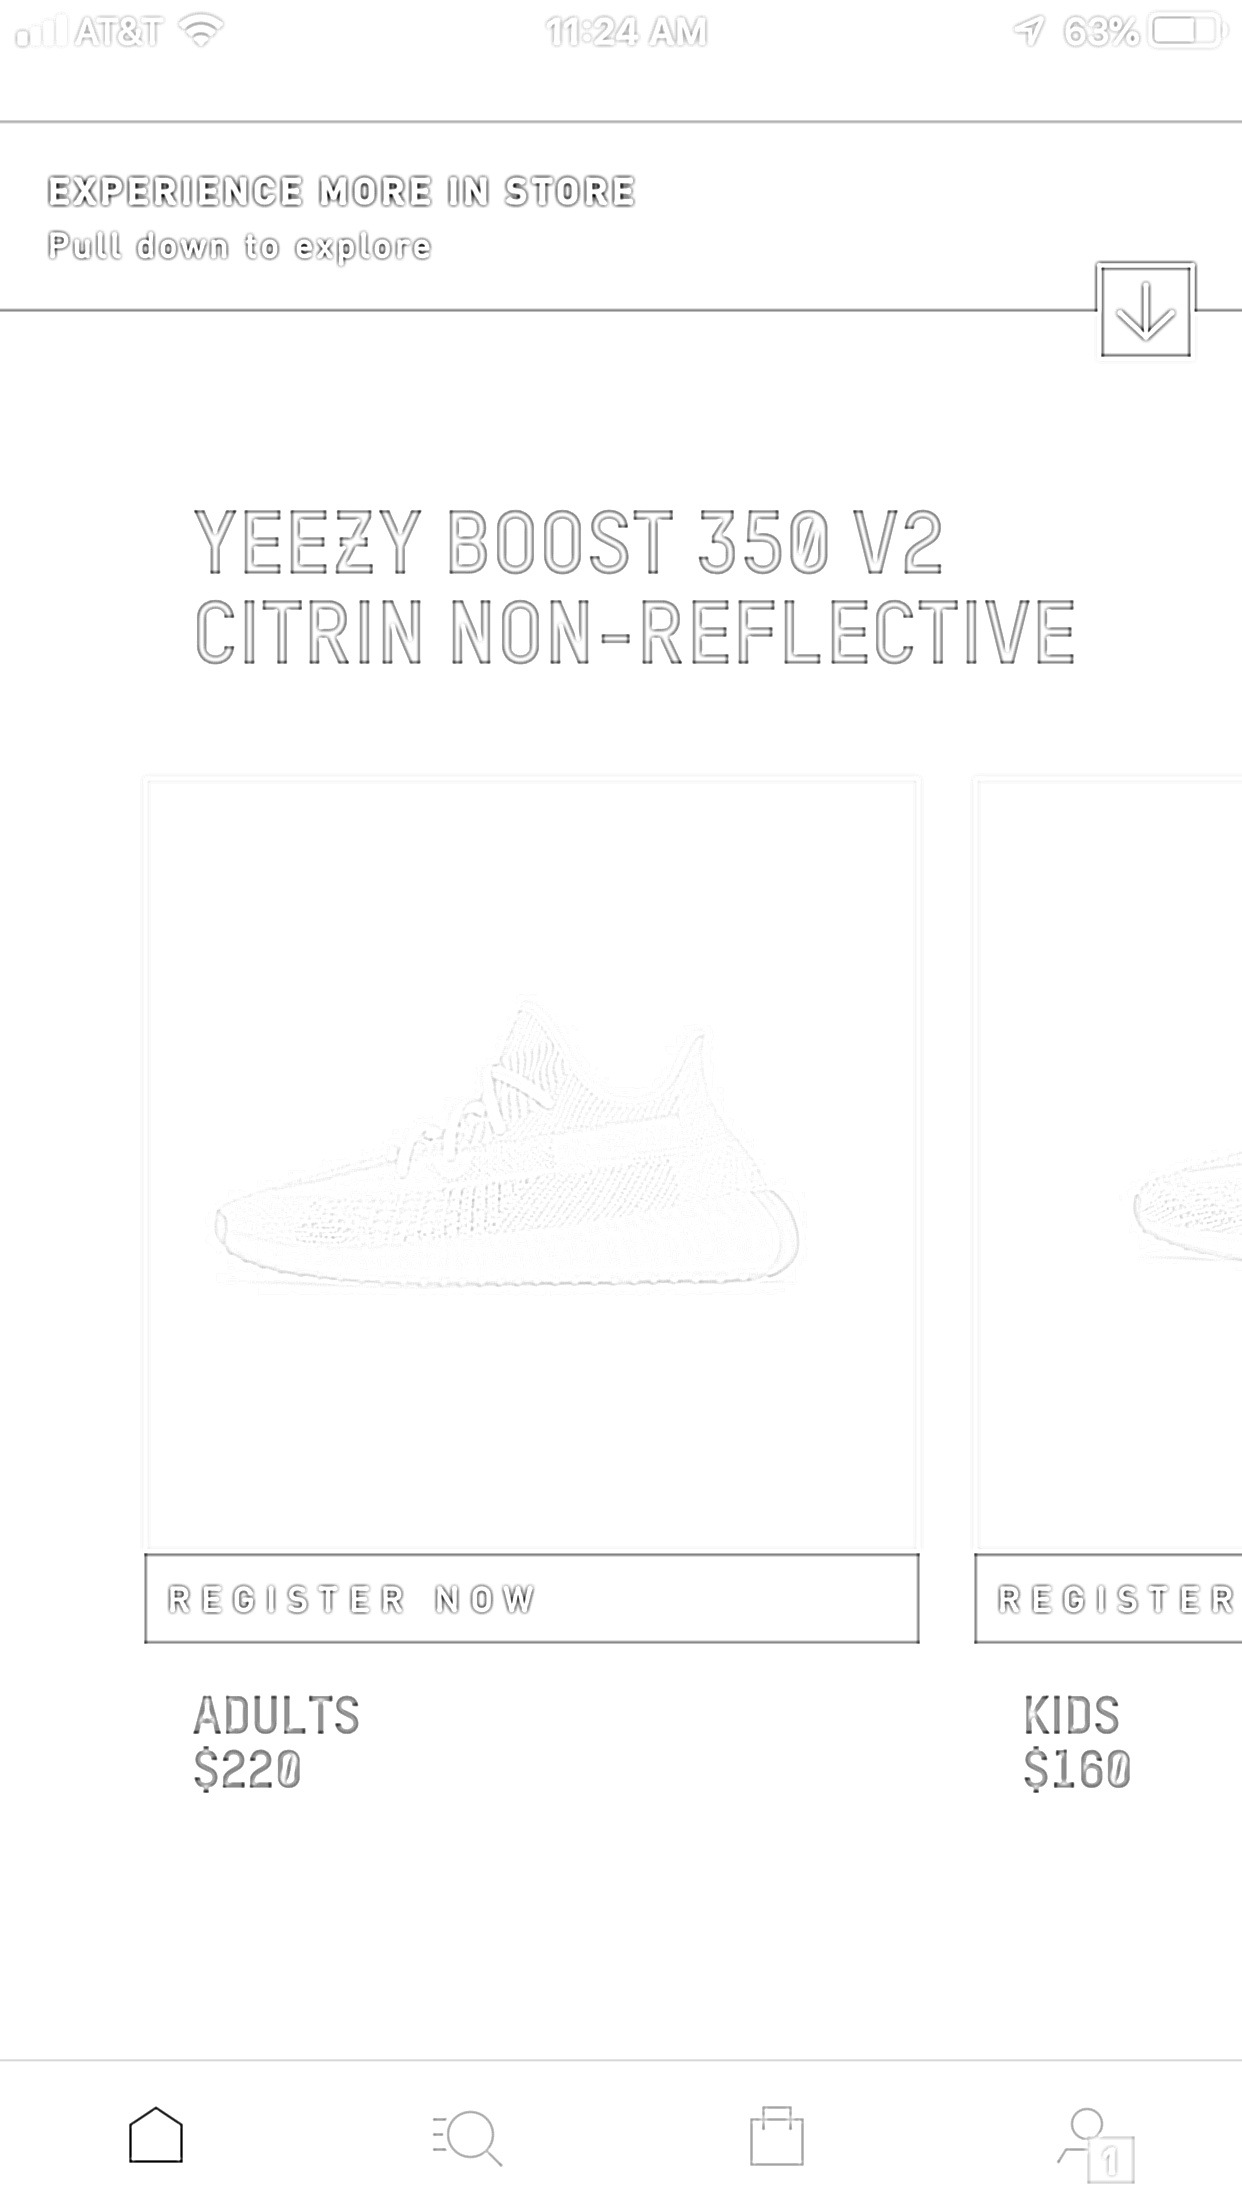 AT&T 11:24 AM 63%
EXPERIENCE MORE IN STORE
Pull down to explore
YEEZY BOOST 350 V2
CITRIN NON-REFLECTIVE
REGISTER NOW
REGISTER
ADULTS
$220
KIDS
$160
1